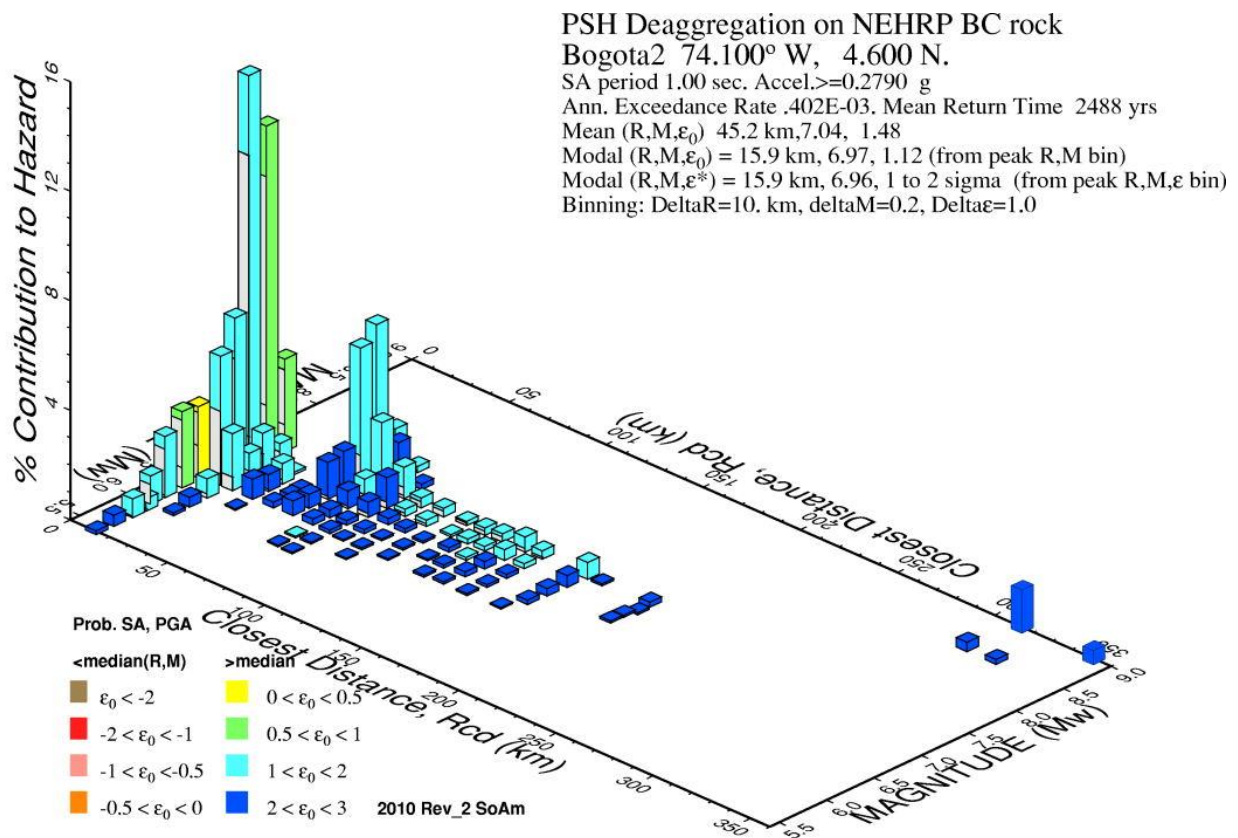 PSH Deaggregation on NEHRP BC rock
Bogota2 74.100° W, 4.600 N.
SA period 1.00 sec. Accel.>=0.2790 g
Ann. Exceedance Rate .402E-03. Mean Return Time 2488 yrs
Mean (R,M,ε₀) 45.2 km,7.04, 1.48
Modal (R,M,ε₀) = 15.9 km, 6.97, 1.12 (from peak R,M bin)
Modal (R,M,ε*) = 15.9 km, 6.96, 1 to 2 sigma (from peak R,M,ε bin)
Binning: DeltaR=10. km, deltaM=0.2, Deltaε=1.0
% Contribution to Hazard
16
12
8
4
0
0
50
100
150
200
250
Closest Distance, Rcd (km)
350
(Mw)
50
100
150
200
250
300
350
Closest Distance, Rcd (km)
5.5
6.0
6.5
7.0
7.5
8.0
8.5
9.0
MAGNITUDE (Mw)
Prob. SA, PGA
<median(R,M) >median
ε₀ < -2 0 < ε₀ < 0.5
-2 < ε₀ < -1 0.5 < ε₀ < 1
-1 < ε₀ < -0.5 1 < ε₀ < 2
-0.5 < ε₀ < 0 2 < ε₀ < 3
2010 Rev_2 SoAm